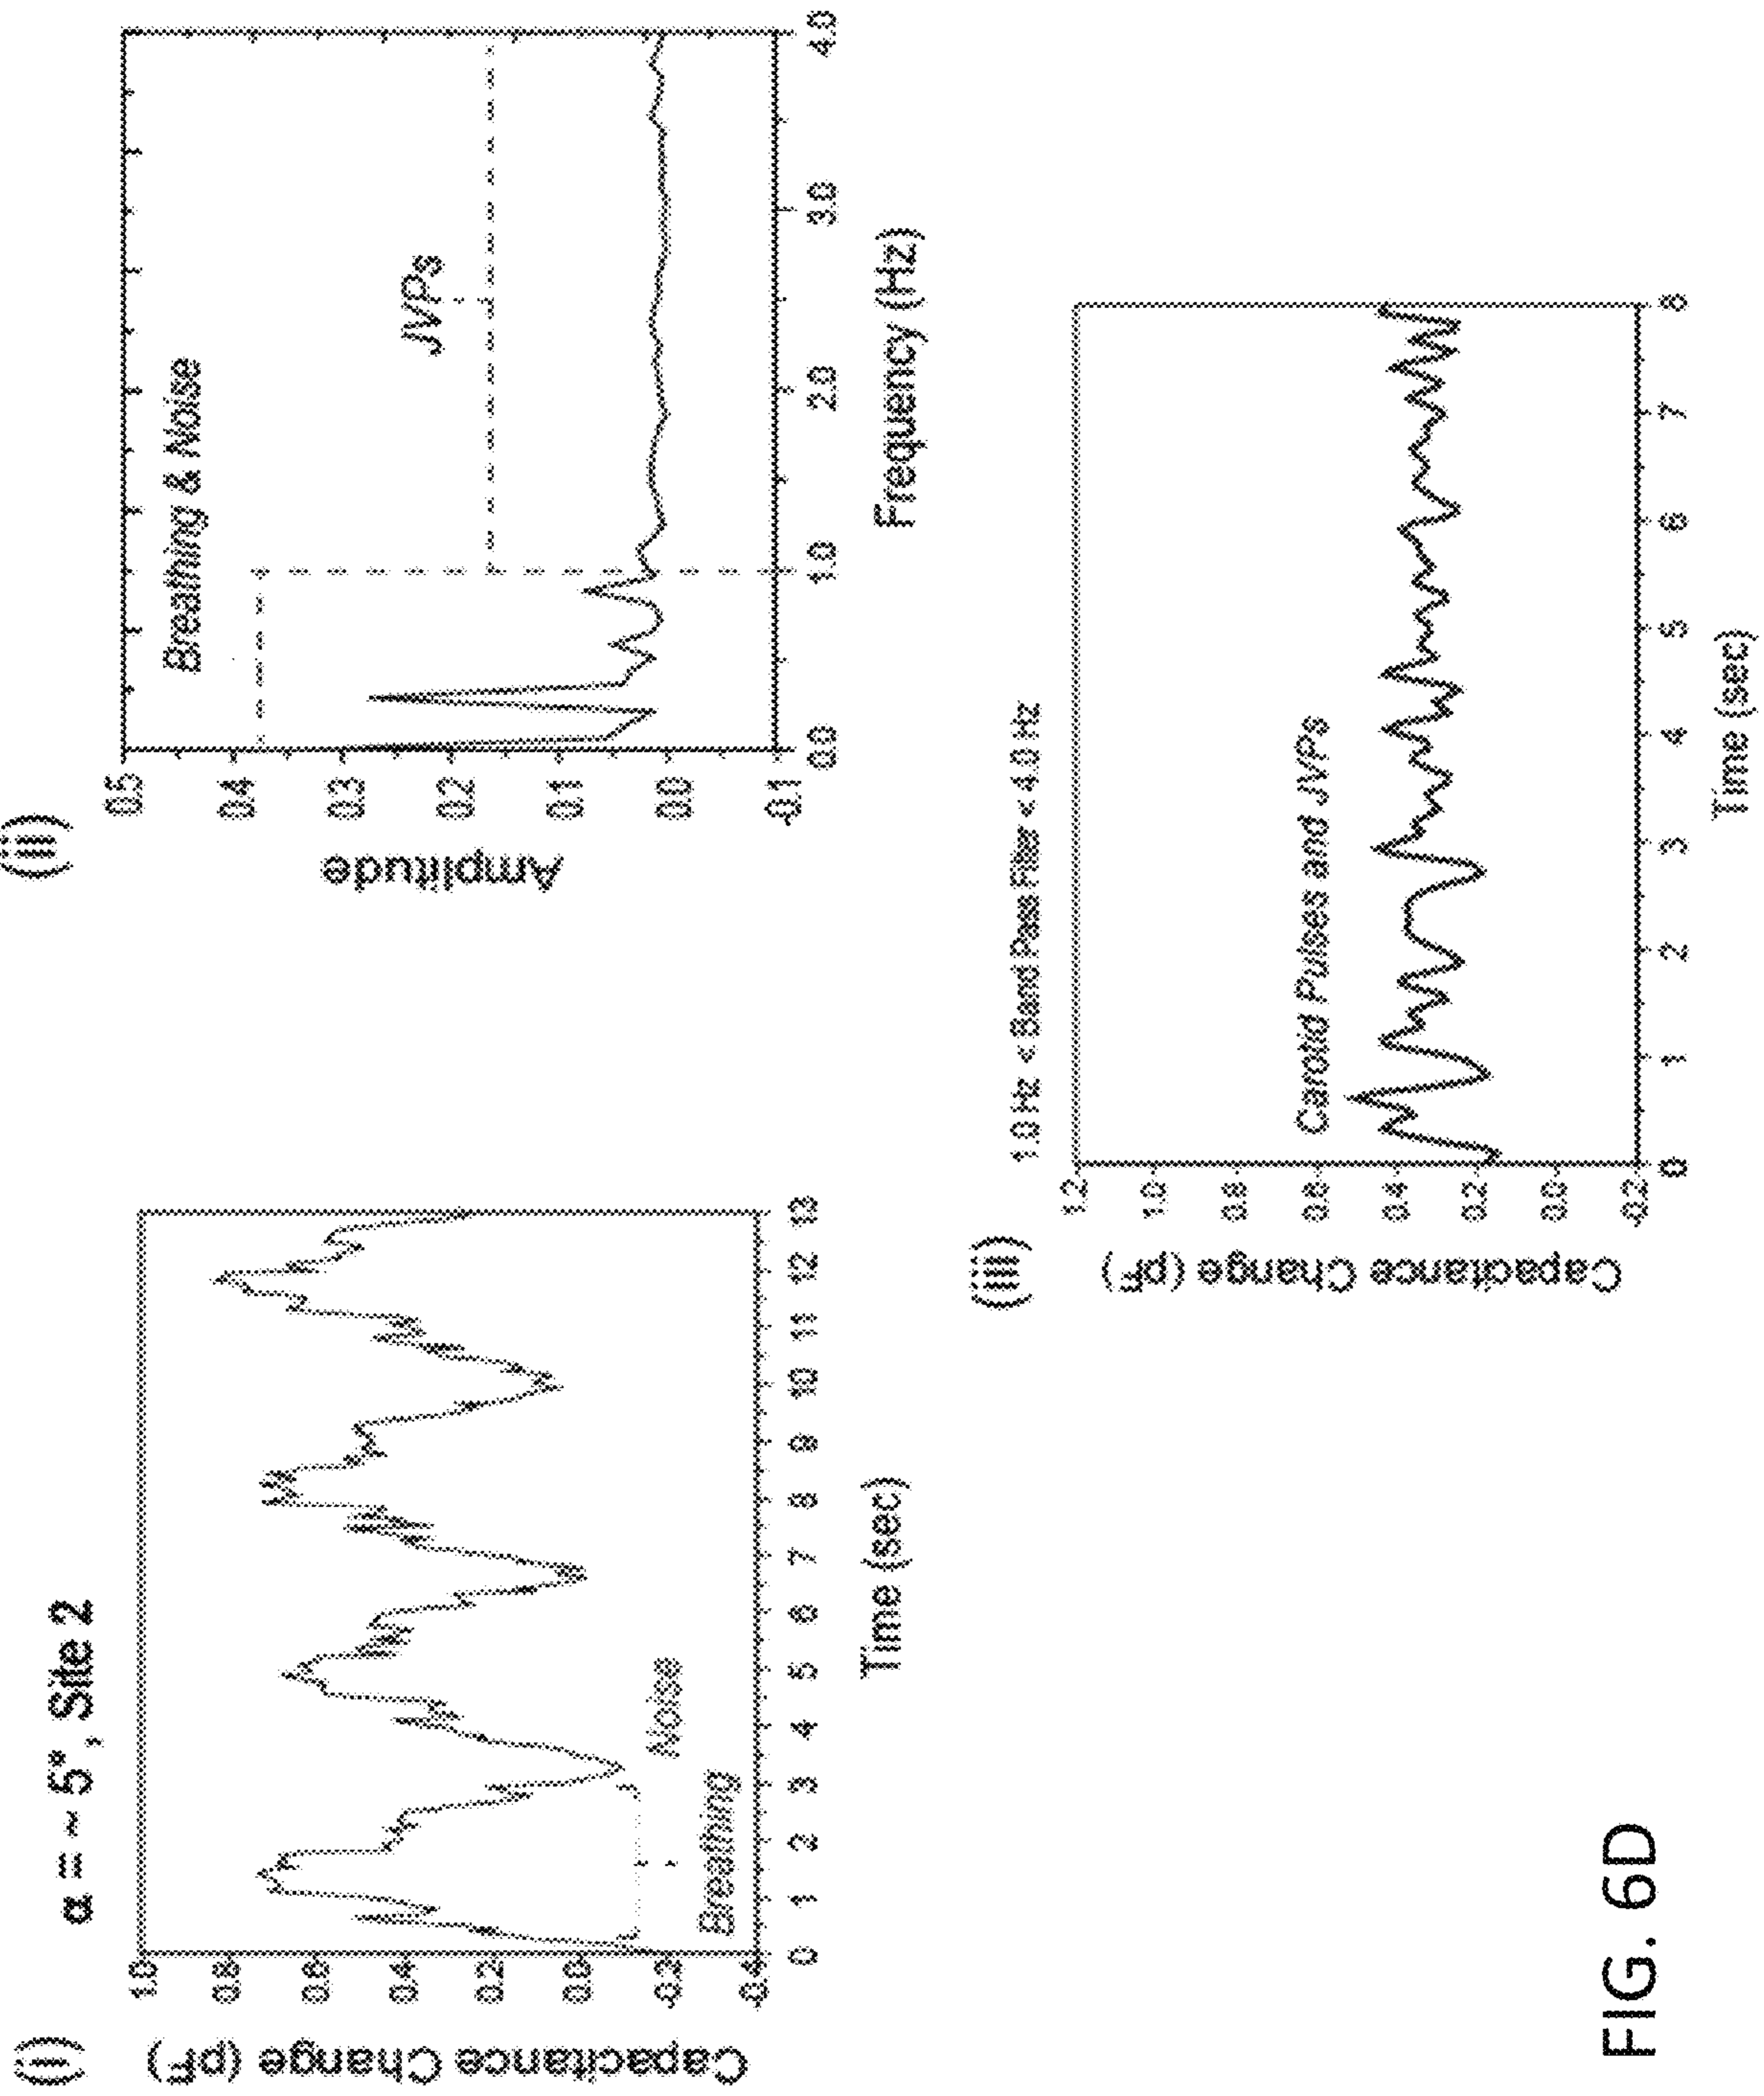 (i)
α = ~ 5°, Site 2
Capacitance Change (pF)
1.0
0.8
0.6
0.4
0.2
0.0
-0.2
-0.4
Noise
Breathing
0 1 2 3 4 5 6 7 8 9 10 11 12 13
Time (sec)
(ii)
Amplitude
0.5
0.4
0.3
0.2
0.1
0.0
-0.1
Breathing & Noise
JVPs
0.0 1.0 2.0 3.0 4.0
Frequency (Hz)
(iii)
1.0 Hz < Band Pass Filter < 4.0 Hz
Capacitance Change (pF)
1.2
1.0
0.8
0.6
0.4
0.2
0.0
-0.2
Carotid Pulses and JVPs
0 1 2 3 4 5 6 7 8
Time (sec)
FIG. 6D